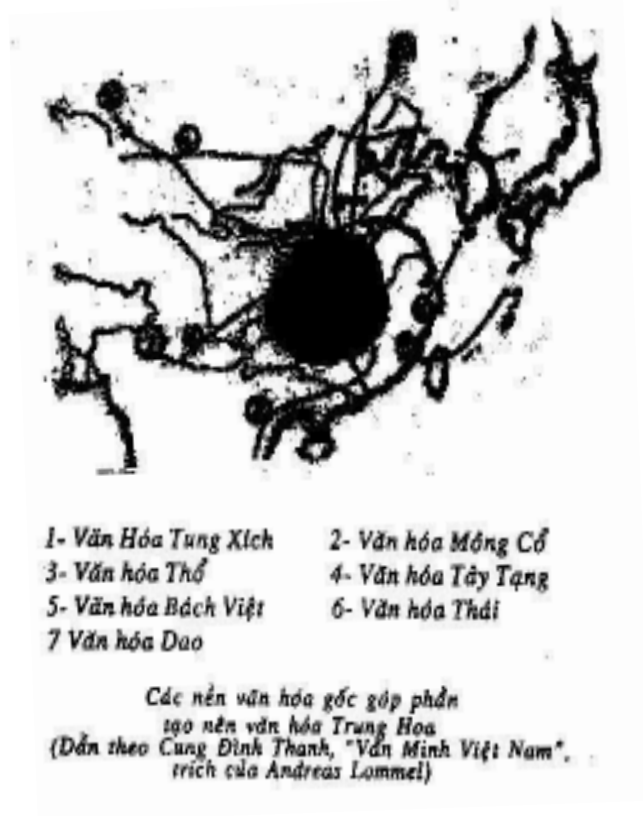 1- Văn Hóa Tung Xích 2- Văn hóa Mông Cổ
3- Văn hóa Thổ 4- Văn hóa Tây Tạng
5- Văn hóa Bách Việt 6- Văn hóa Thái
7 Văn hóa Dao
Các nền văn hóa gốc góp phần
tạo nên văn hóa Trung Hoa
(Dẫn theo Cung Đình Thanh, "Văn Minh Việt Nam",
trích của Andreas Lommel)